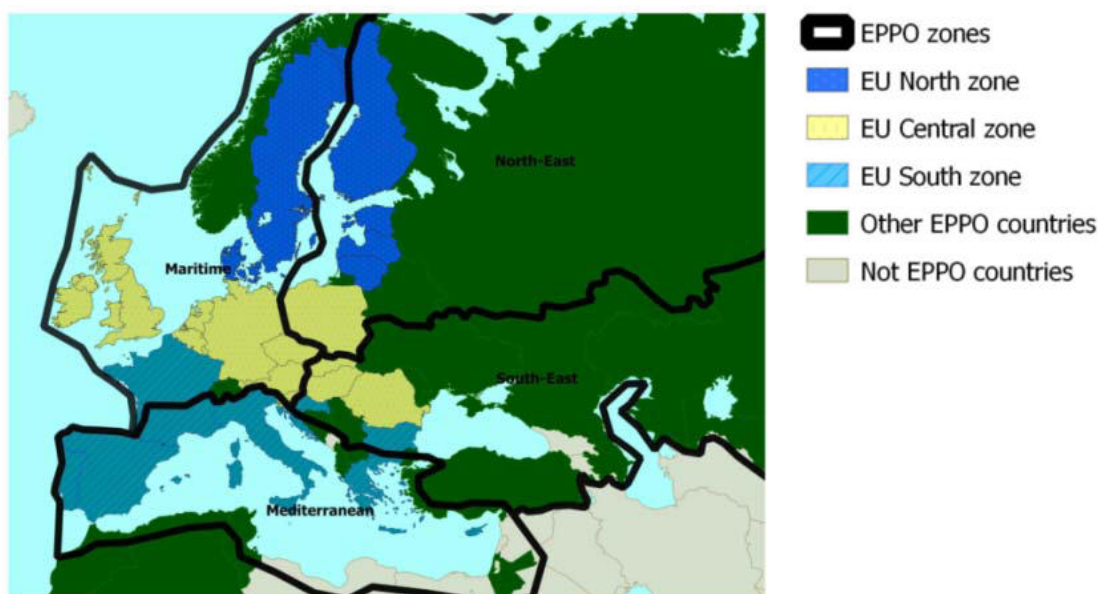 EPPO zones
EU North zone
EU Central zone
EU South zone
Other EPPO countries
Not EPPO countries
North-East
Maritime
South-East
Mediterranean